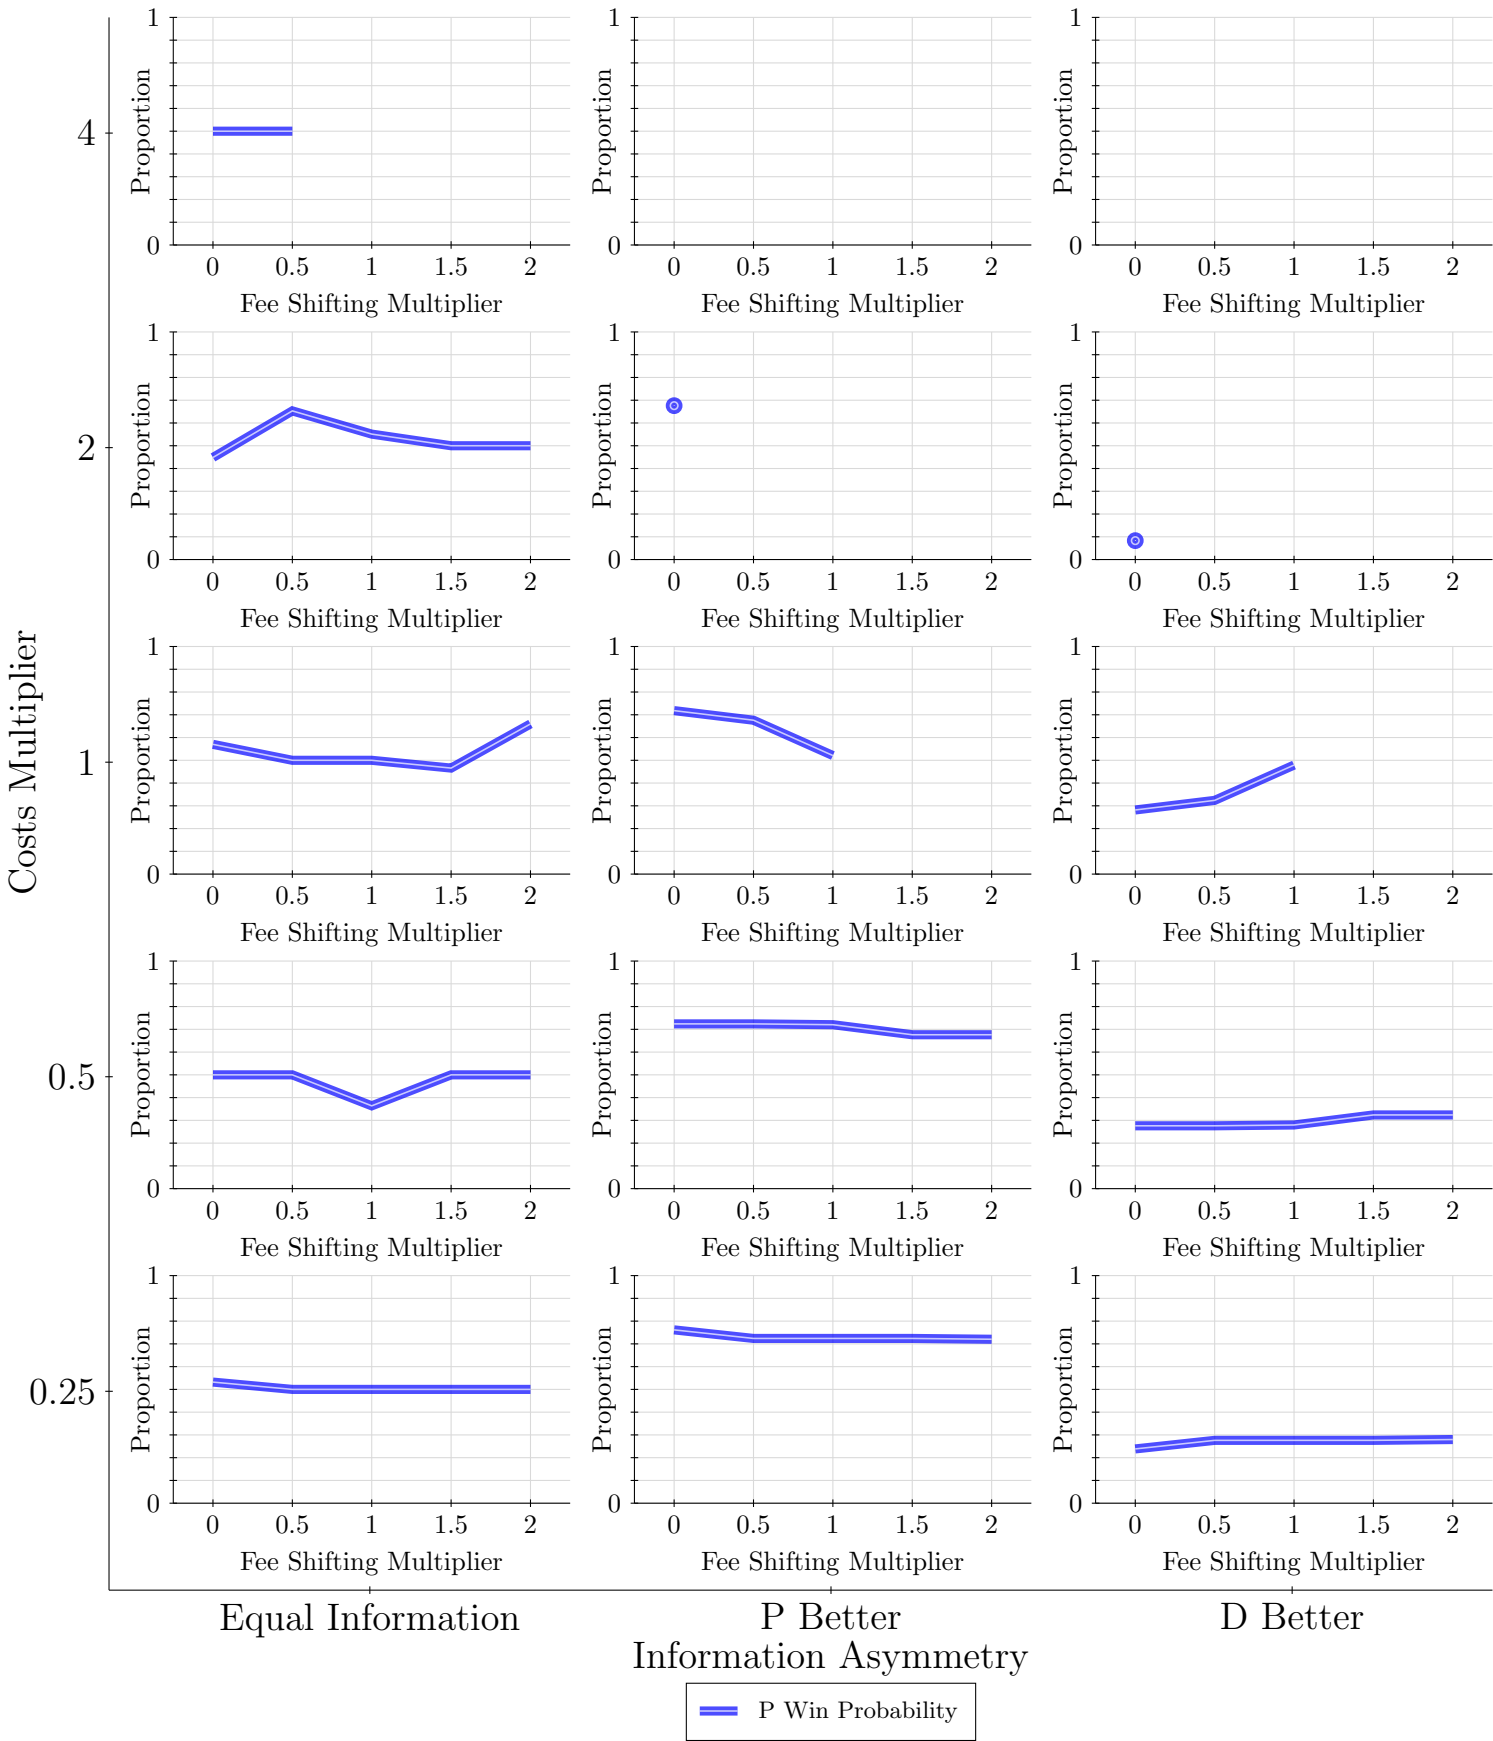 1
1
1
Proportion
Proportion
Proportion
4
0
0
0
0 0.5 1 1.5 2
0 0.5 1 1.5 2
0 0.5 1 1.5 2
Fee Shifting Multiplier
Fee Shifting Multiplier
Fee Shifting Multiplier
1
1
1
Proportion
Proportion
Proportion
2
0
0
0
0 0.5 1 1.5 2
0 0.5 1 1.5 2
0 0.5 1 1.5 2
Fee Shifting Multiplier
Fee Shifting Multiplier
Fee Shifting Multiplier
Costs Multiplier
1
1
1
Proportion
Proportion
Proportion
1
0
0
0
0 0.5 1 1.5 2
0 0.5 1 1.5 2
0 0.5 1 1.5 2
Fee Shifting Multiplier
Fee Shifting Multiplier
Fee Shifting Multiplier
1
1
1
Proportion
Proportion
Proportion
0.5
0
0
0
0 0.5 1 1.5 2
0 0.5 1 1.5 2
0 0.5 1 1.5 2
Fee Shifting Multiplier
Fee Shifting Multiplier
Fee Shifting Multiplier
1
1
1
Proportion
Proportion
Proportion
0.25
0
0
0
0 0.5 1 1.5 2
0 0.5 1 1.5 2
0 0.5 1 1.5 2
Fee Shifting Multiplier
Fee Shifting Multiplier
Fee Shifting Multiplier
Equal Information
P Better
D Better
Information Asymmetry
P Win Probability